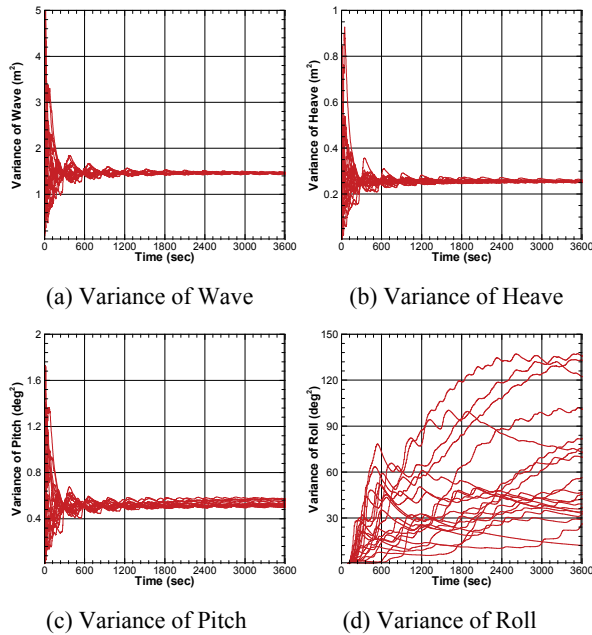 5
4
3
2
1
Variance of Wave (m²)
0 600 1200 1800 2400 3000 3600
Time (sec)
(a) Variance of Wave
1
0.8
0.6
0.4
0.2
Variance of Heave (m²)
0 600 1200 1800 2400 3000 3600
Time (sec)
(b) Variance of Heave
2
1.6
1.2
0.8
0.4
Variance of Pitch (deg²)
0 600 1200 1800 2400 3000 3600
Time (sec)
(c) Variance of Pitch
150
120
90
60
30
Variance of Roll (deg²)
0 600 1200 1800 2400 3000 3600
Time (sec)
(d) Variance of Roll